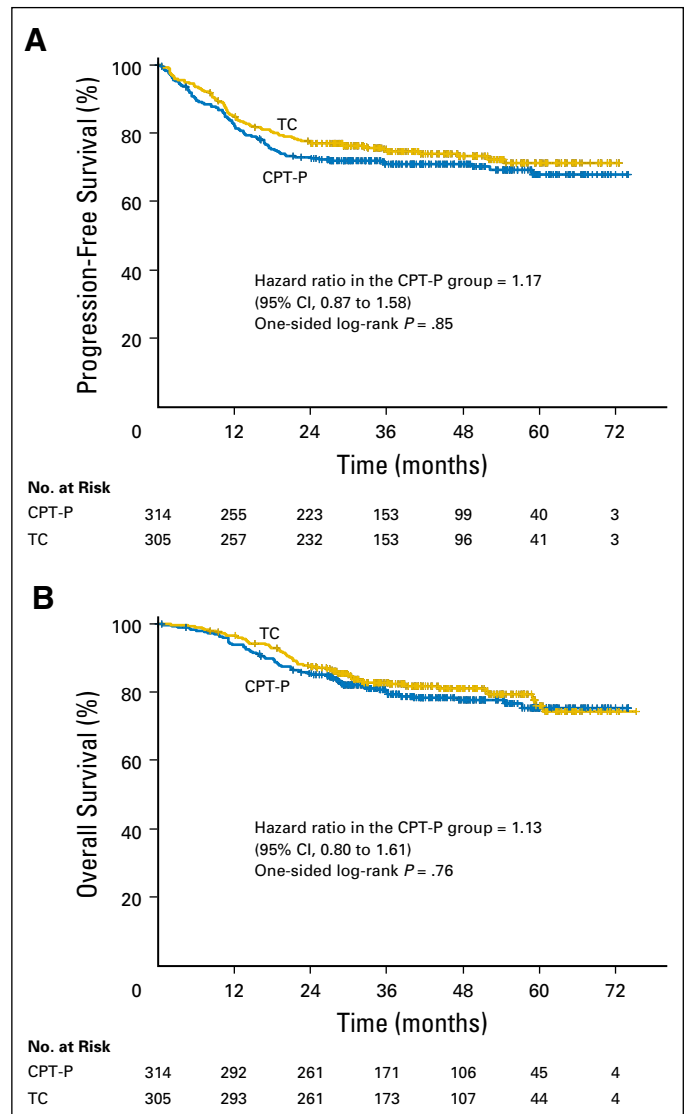 A
Progression-Free Survival (%)
100
80
60
40
20
TC
CPT-P
Hazard ratio in the CPT-P group = 1.17
(95% CI, 0.87 to 1.58)
One-sided log-rank P = .85
0 12 24 36 48 60 72
Time (months)
No. at Risk
CPT-P 314 255 223 153 99 40 3
TC 305 257 232 153 96 41 3
B
Overall Survival (%)
100
80
60
40
20
TC
CPT-P
Hazard ratio in the CPT-P group = 1.13
(95% CI, 0.80 to 1.61)
One-sided log-rank P = .76
0 12 24 36 48 60 72
Time (months)
No. at Risk
CPT-P 314 292 261 171 106 45 4
TC 305 293 261 173 107 44 4